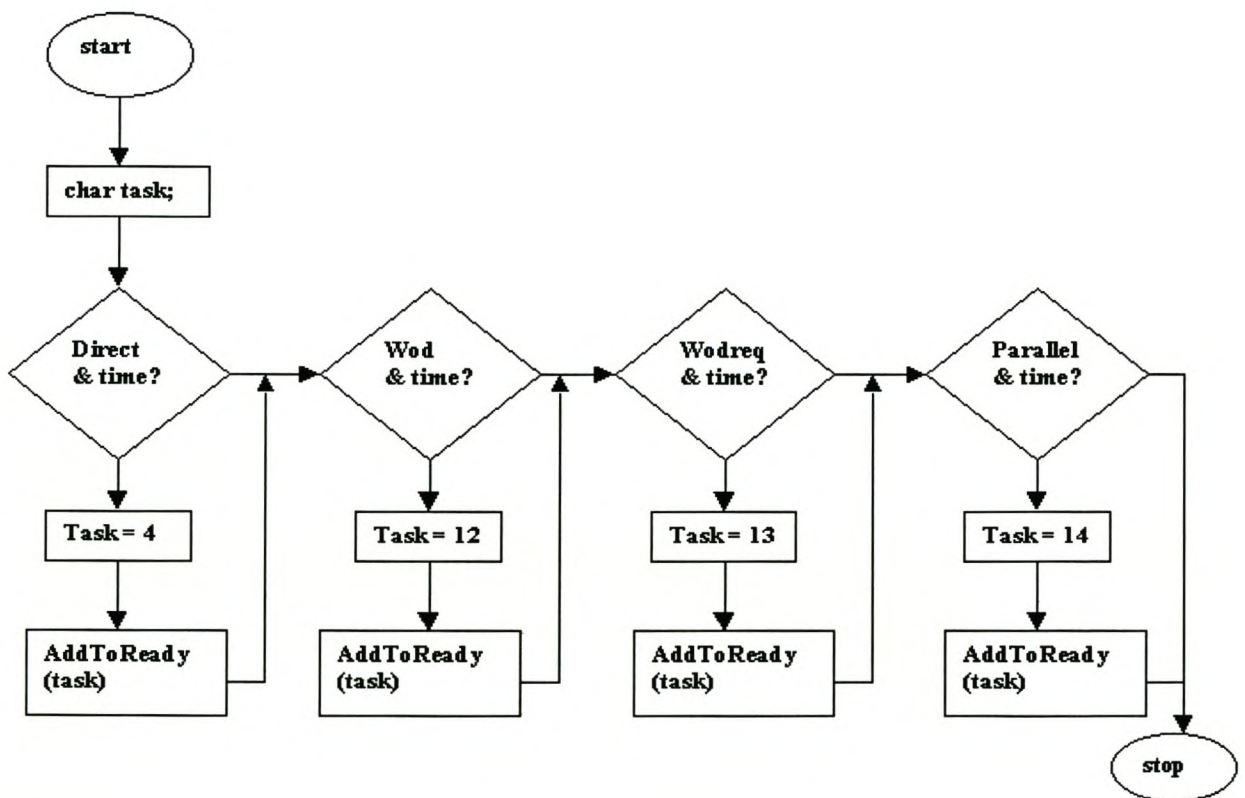 start
char task;
Direct
& time?
Wod
& time?
Wodreq
& time?
Parallel
& time?
Task= 4
Task= 12
Task= 13
Task= 14
AddToReady
(task)
AddToReady
(task)
AddToReady
(task)
AddToReady
(task)
stop